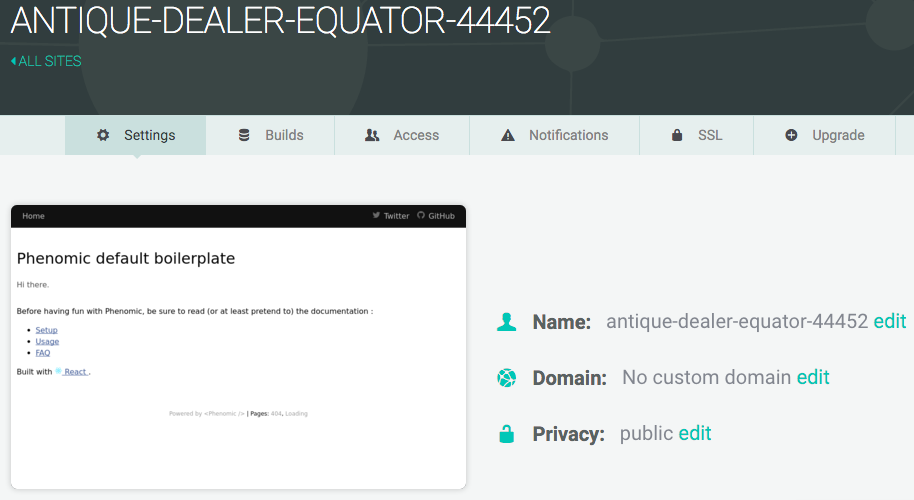 ANTIQUE-DEALER-EQUATOR-44452
ALL SITES
Settings Builds Access Notifications SSL Upgrade
Home Twitter GitHub
Phenomic default boilerplate
Hi there.
Before having fun with Phenomic, be sure to read (or at least pretend to) the documentation :
Setup
Usage
FAQ
Built with React .
Powered by <Phenomic /> | Pages: 404. Loading
Name: antique-dealer-equator-44452 edit
Domain: No custom domain edit
Privacy: public edit